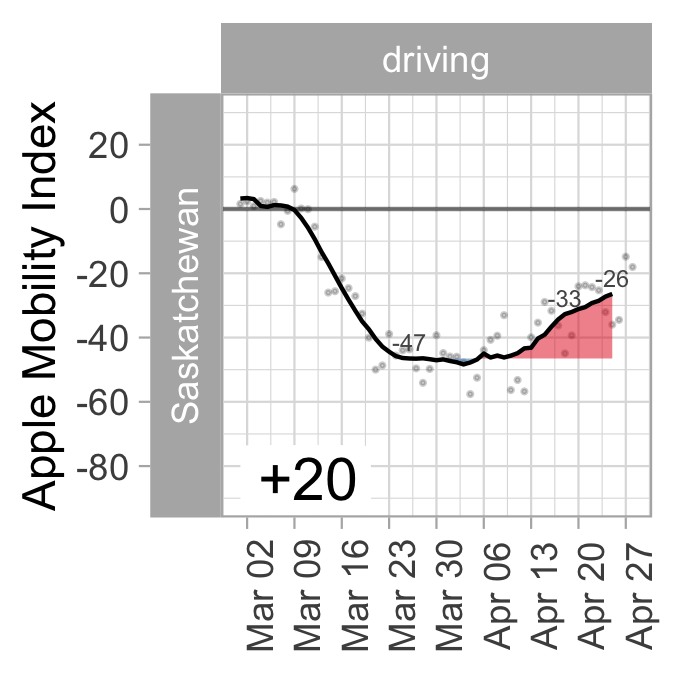 driving
Apple Mobility Index
Saskatchewan
20
0
-20
-40
-60
-80
-47
-33
-26
+20
Mar 02
Mar 09
Mar 16
Mar 23
Mar 30
Apr 06
Apr 13
Apr 20
Apr 27